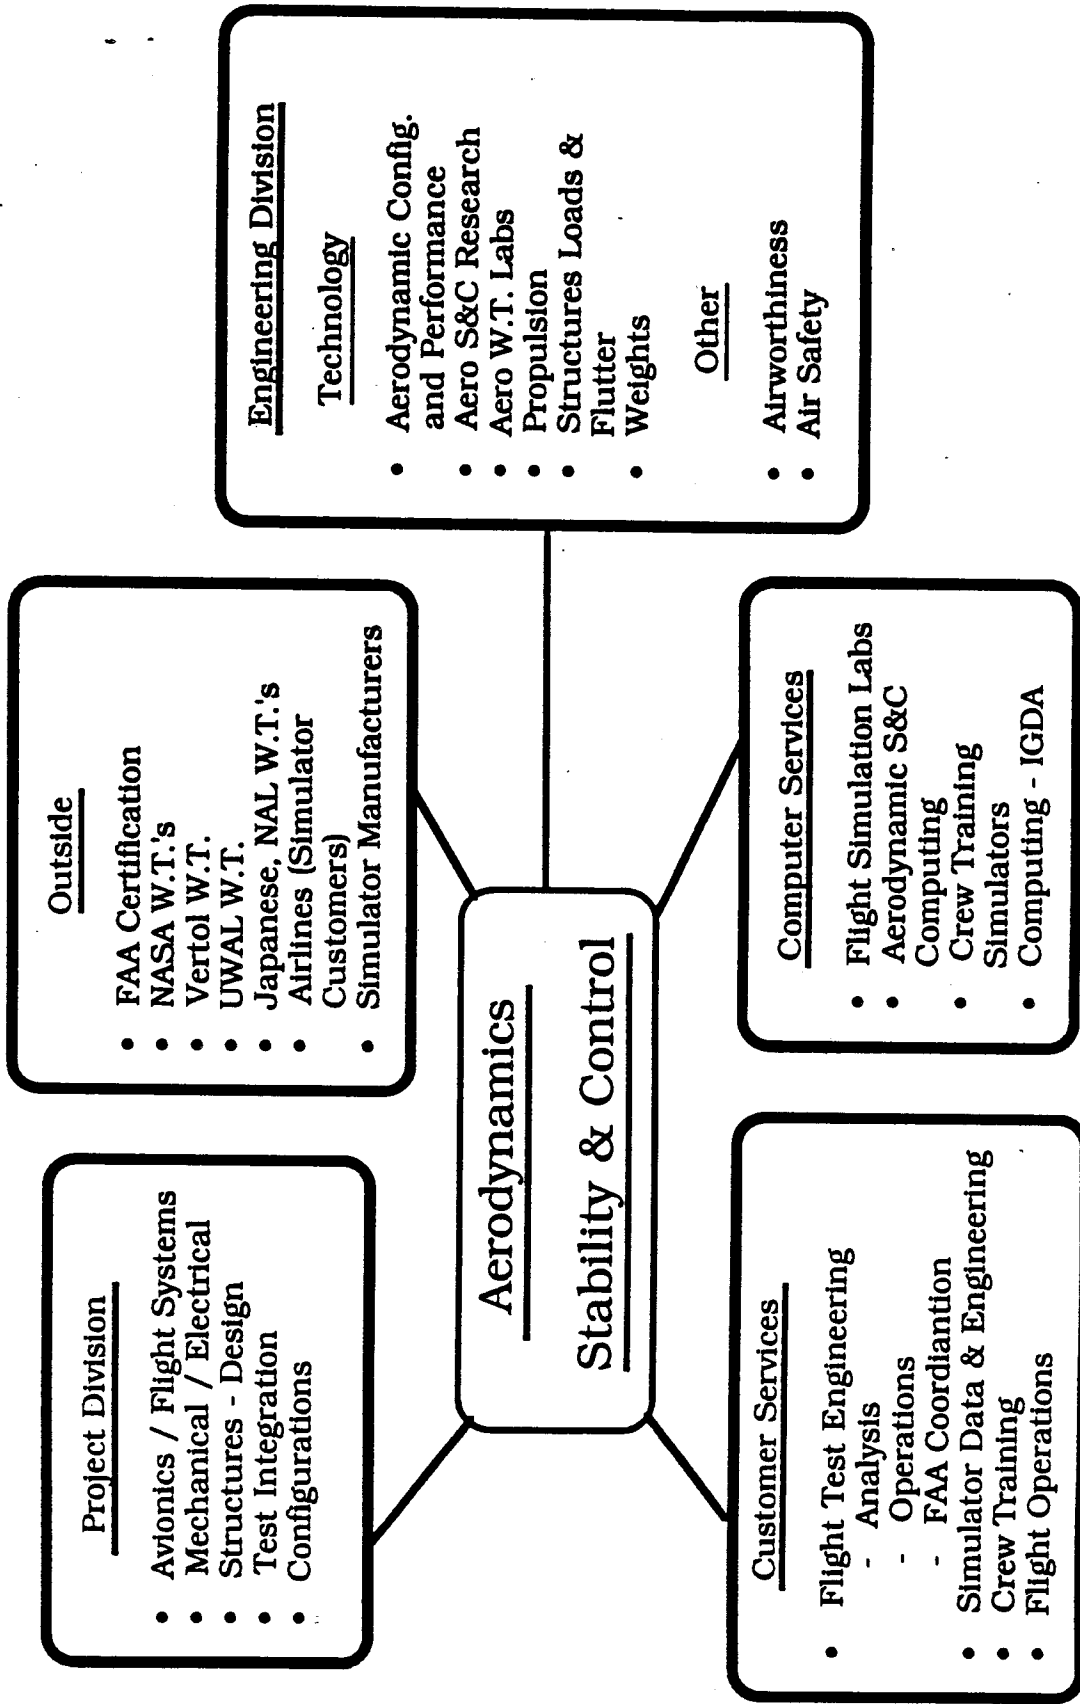 Project Division
• Avionics / Flight Systems
• Mechanical / Electrical
• Structures - Design
• Test Integration
• Configurations
Outside
• FAA Certification
• NASA W.T.'s
• Vertol W.T.
• UWAL W.T.
• Japanese, NAL W.T.'s
• Airlines (Simulator
Customers)
• Simulator Manufacturers
Engineering Division
Technology
• Aerodynamic Config.
and Performance
• Aero S&C Research
• Aero W.T. Labs
• Propulsion
• Structures Loads &
Flutter
• Weights
Other
• Airworthiness
• Air Safety
Aerodynamics
Stability & Control
Customer Services
• Flight Test Engineering
- Analysis
- Operations
- FAA Coordiantion
• Simulator Data & Engineering
• Crew Training
• Flight Operations
Computer Services
• Flight Simulation Labs
• Aerodynamic S&C
Computing
• Crew Training
Simulators
• Computing - IGDA